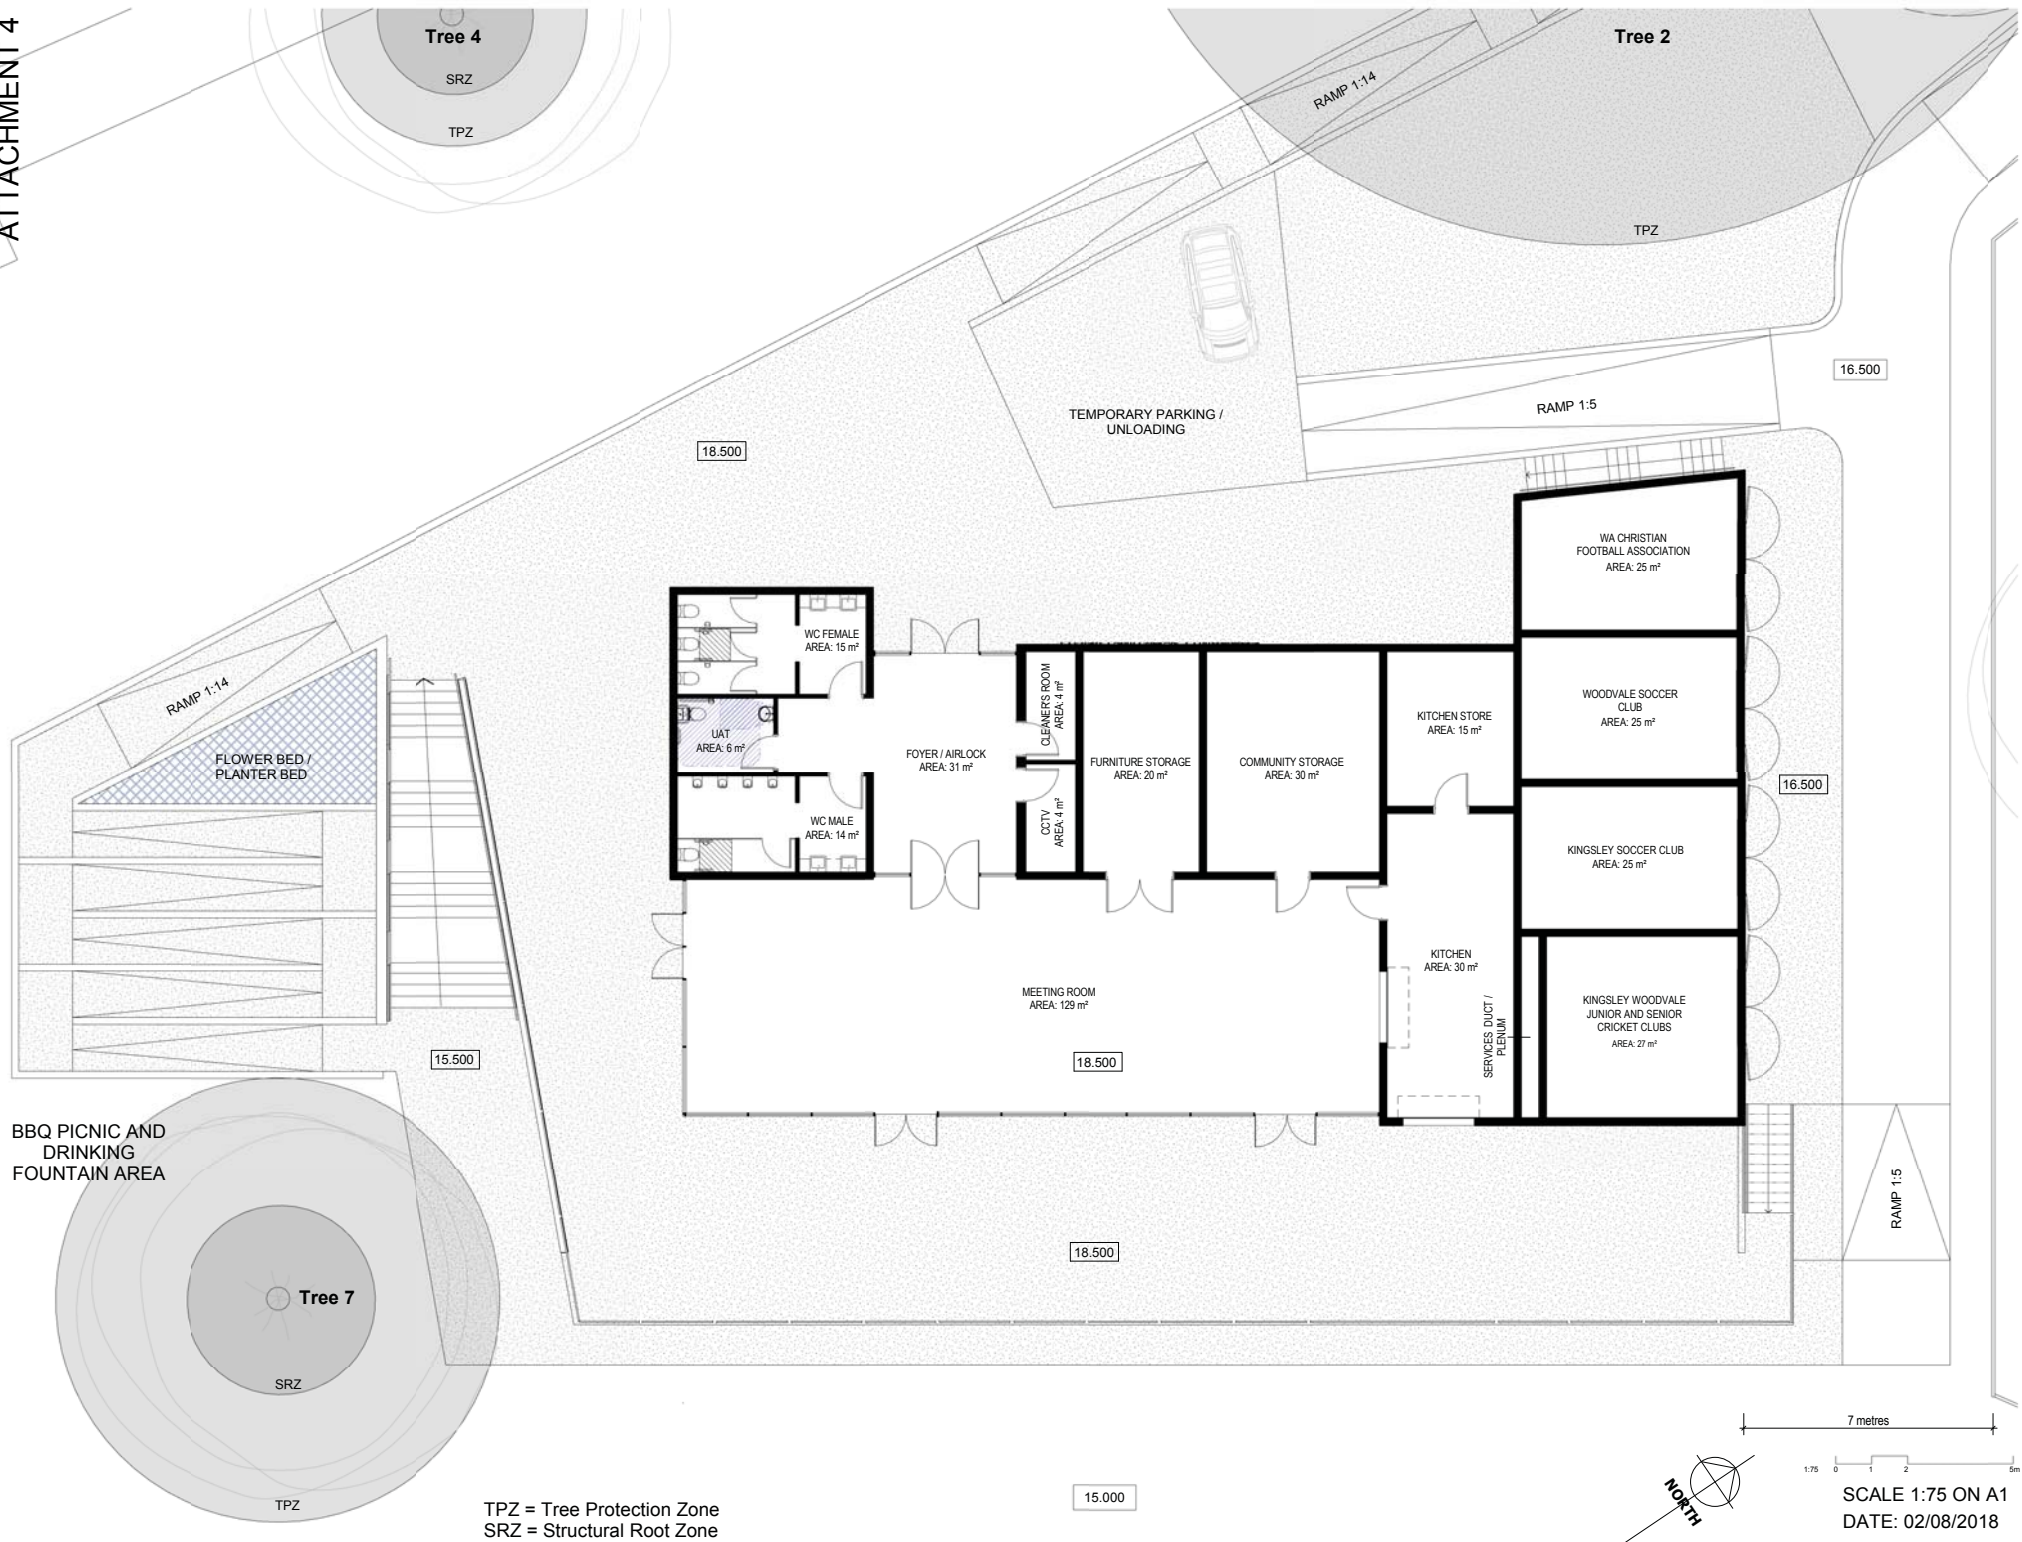 ATTACHMENT 4
Tree 4
SRZ
TPZ
Tree 2
RAMP 1:14
TPZ
16.500
RAMP 1:5
TEMPORARY PARKING /
UNLOADING
18.500
WA CHRISTIAN
FOOTBALL ASSOCIATION
AREA: 25 m²
WC FEMALE
AREA: 15 m²
CLEANER'S ROOM
AREA: 4 m²
WOODVALE SOCCER
CLUB
AREA: 25 m²
KITCHEN STORE
AREA: 15 m²
RAMP 1:14
UAT
AREA: 6 m²
FOYER / AIRLOCK
AREA: 31 m²
FURNITURE STORAGE
AREA: 20 m²
COMMUNITY STORAGE
AREA: 30 m²
FLOWER BED /
PLANTER BED
16.500
WC MALE
AREA: 14 m²
CCTV
AREA: 4 m²
KINGSLEY SOCCER CLUB
AREA: 25 m²
KITCHEN
AREA: 30 m²
MEETING ROOM
AREA: 129 m²
SERVICES DUCT /
PLENUM
KINGSLEY WOODVALE
JUNIOR AND SENIOR
CRICKET CLUBS
AREA: 27 m²
15.500
18.500
BBQ PICNIC AND
DRINKING
FOUNTAIN AREA
RAMP 1:5
18.500
Tree 7
SRZ
TPZ
7 metres
1:75 0 1 2 5m
NORTH
15.000
SCALE 1:75 ON A1
DATE: 02/08/2018
TPZ = Tree Protection Zone
SRZ = Structural Root Zone